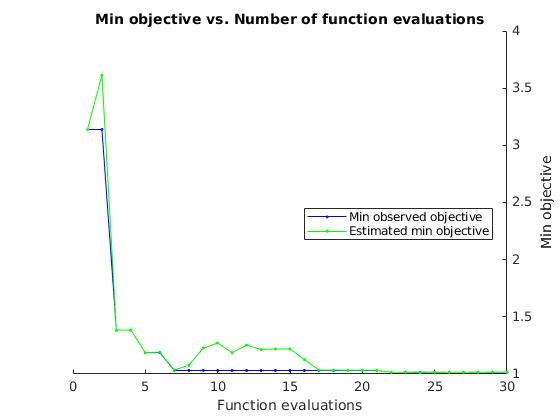 Min objective vs. Number of function evaluations
4
3.5
3
2.5
2
1.5
1
Min objective
Min observed objective
Estimated min objective
0 5 10 15 20 25 30
Function evaluations